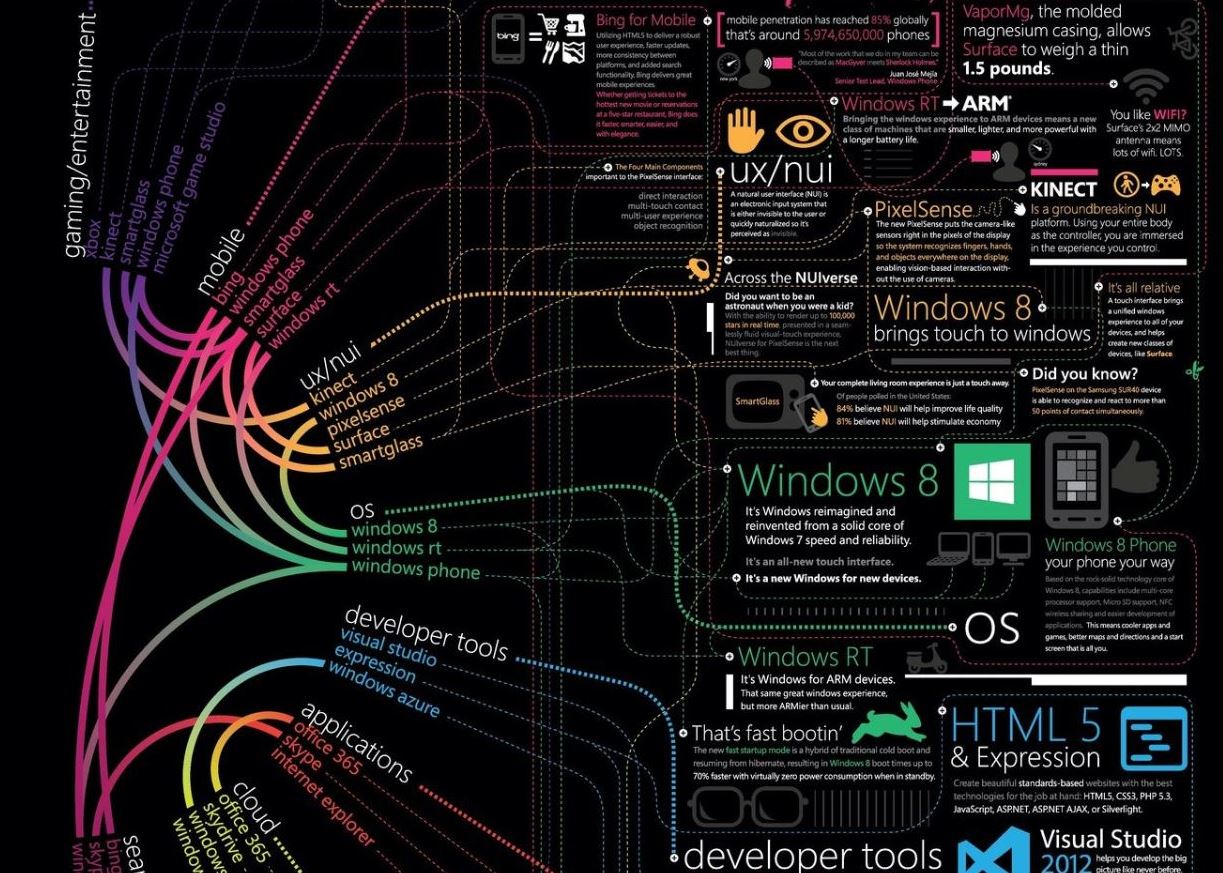 gaming/entertainment
xbox
kinect
smartglass
windows phone
microsoft game studio
mobile
bing
windows phone
smartglass
surface
windows rt
ux/nui
kinect
windows 8
pixelsense
surface
smartglass
OS
windows 8
windows rt
windows phone
developer tools
visual studio
expression
windows azure
applications
office 365
skype
internet explorer
cloud
office 365
skydrive
bing
Bing for Mobile
Utilizing HTML5 to deliver a robust
user experience, faster updates,
more consistency between
platforms, and added search
functionality, Bing delivers great
mobile experiences.
Whether getting tickets to the
hottest new movie or reservations
at a five-star restaurant, Bing does
it faster, smarter, easier, and
with elegance.
mobile penetration has reached 85% globally
that's around 5,974,650,000 phones
"Most of the work that we do in my team can be
described as MacGyver meets Sherlock Holmes."
Juan José Mejía
Senior Test Lead, Windows Phone
new york
VaporMg, the molded
magnesium casing, allows
Surface to weigh a thin
1.5 pounds.
You like WIFI?
Surface's 2x2 MIMO
antenna means
lots of wifi. LOTS.
Windows RT ARM
Bringing the windows experience to ARM devices means a new
class of machines that are smaller, lighter, and more powerful with
a longer battery life.
sydney
The Four Main Components
important to the PixelSense interface:
direct interaction
multi-touch contact
multi-user experience
object recognition
ux/nui
A natural user interface (NUI) is
an electronic input system that
is either invisible to the user or
quickly naturalized so it's
perceived as invisible.
PixelSense
The new PixelSense puts the camera-like
sensors right in the pixels of the display
so the system recognizes fingers, hands,
and objects everywhere on the display,
enabling vision-based interaction with-
out the use of cameras.
KINECT
Is a groundbreaking NUI
platform. Using your entire body
as the controller, you are immersed
in the experience you control.
Across the NUIverse
Did you want to be an
astronaut when you were a kid?
With the ability to render up to 100,000
stars in real time, presented in a seam-
lessly fluid visual-touch experience,
NUIverse for PixelSense is the next
best thing.
Windows 8
brings touch to windows
It's all relative
A touch interface brings
a unified windows
experience to all of your
devices, and helps
create new classes of
devices, like Surface
SmartGlass
Your complete living room experience is just a touch away.
Of people polled in the United States:
84% believe NUI will help improve life quality
81% believe NUI will help stimulate economy
Did you know?
PixelSense on the Samsung SUR40 device
is able to recognize and react to more than
50 points of contact simultaneously.
Windows 8
It's Windows reimagined and
reinvented from a solid core of
Windows 7 speed and reliability.
It's an all-new touch interface.
It's a new Windows for new devices.
Windows 8 Phone
your phone your way
Based on the rock-solid technology core of
Windows 8, capabilities include multi-core
processor support, Micro SD support, NFC
wireless sharing and easier development of
applications. This means cooler apps and
games, better maps and directions and a start
screen that is all you.
OS
Windows RT
It's Windows for ARM devices.
That same great windows experience,
but more ARMier than usual.
That's fast bootin'
The new fast startup mode is a hybrid of traditional cold boot and
resuming from hibernate, resulting in Windows 8 boot times up to
70% faster with virtually zero power consumption when in standby.
HTML 5
& Expression
Create beautiful standards-based websites with the best
technologies for the job at hand: HTML5, CSS3, PHP 5.3,
JavaScript, ASP.NET, ASP.NET AJAX, or Silverlight.
developer tools
Visual Studio
2012 helps you develop the big
picture like never before.